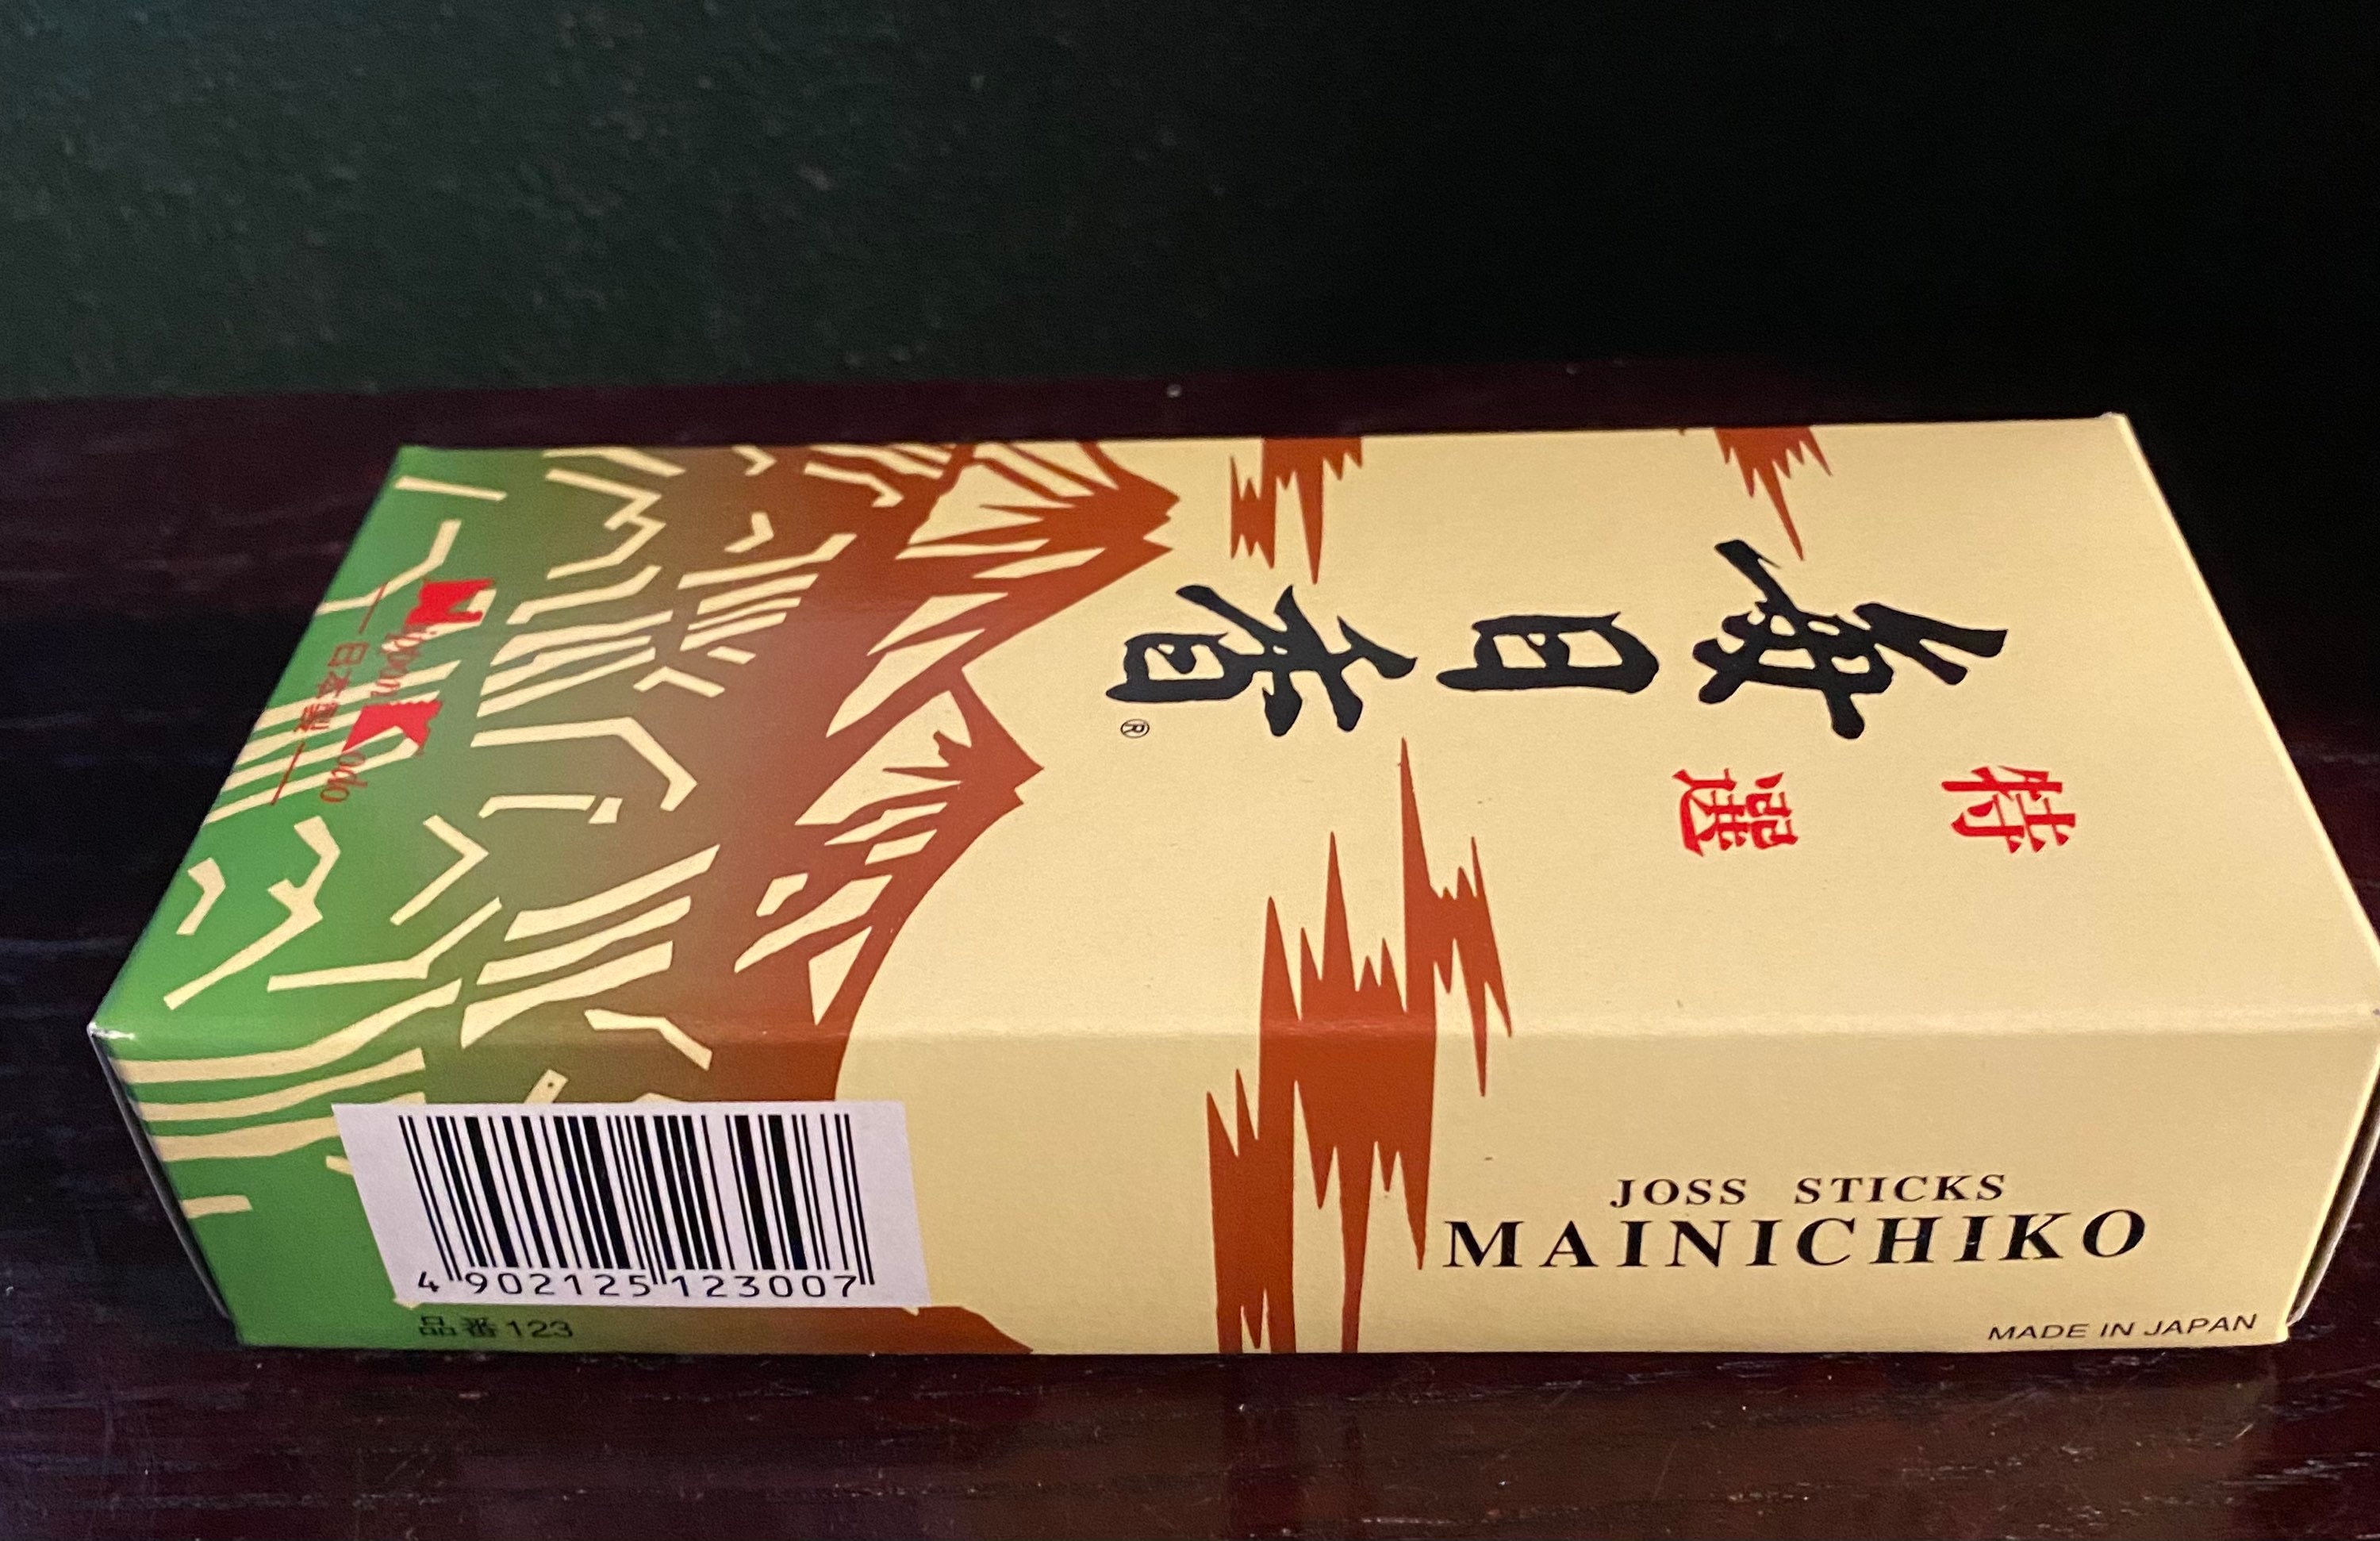 毎日香®
特選
Nippon Kodo
日本製
JOSS STICKS
MAINICHIKO
MADE IN JAPAN
4 902125 123007
品番123